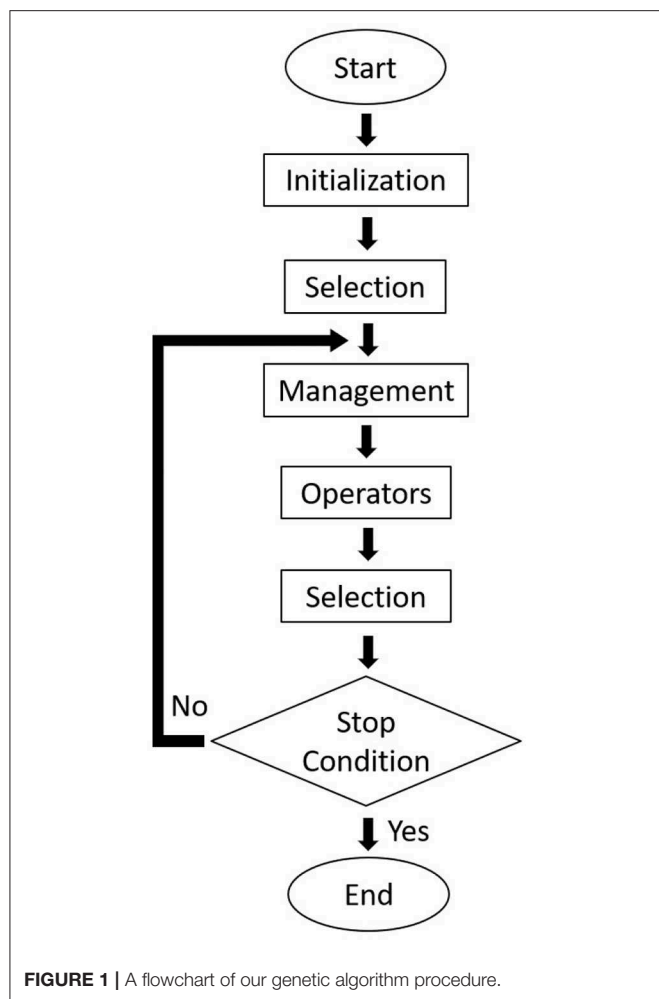 Start
Initialization
Selection
Management
Operators
Selection
No
Stop
Condition
Yes
End
FIGURE 1 | A flowchart of our genetic algorithm procedure.